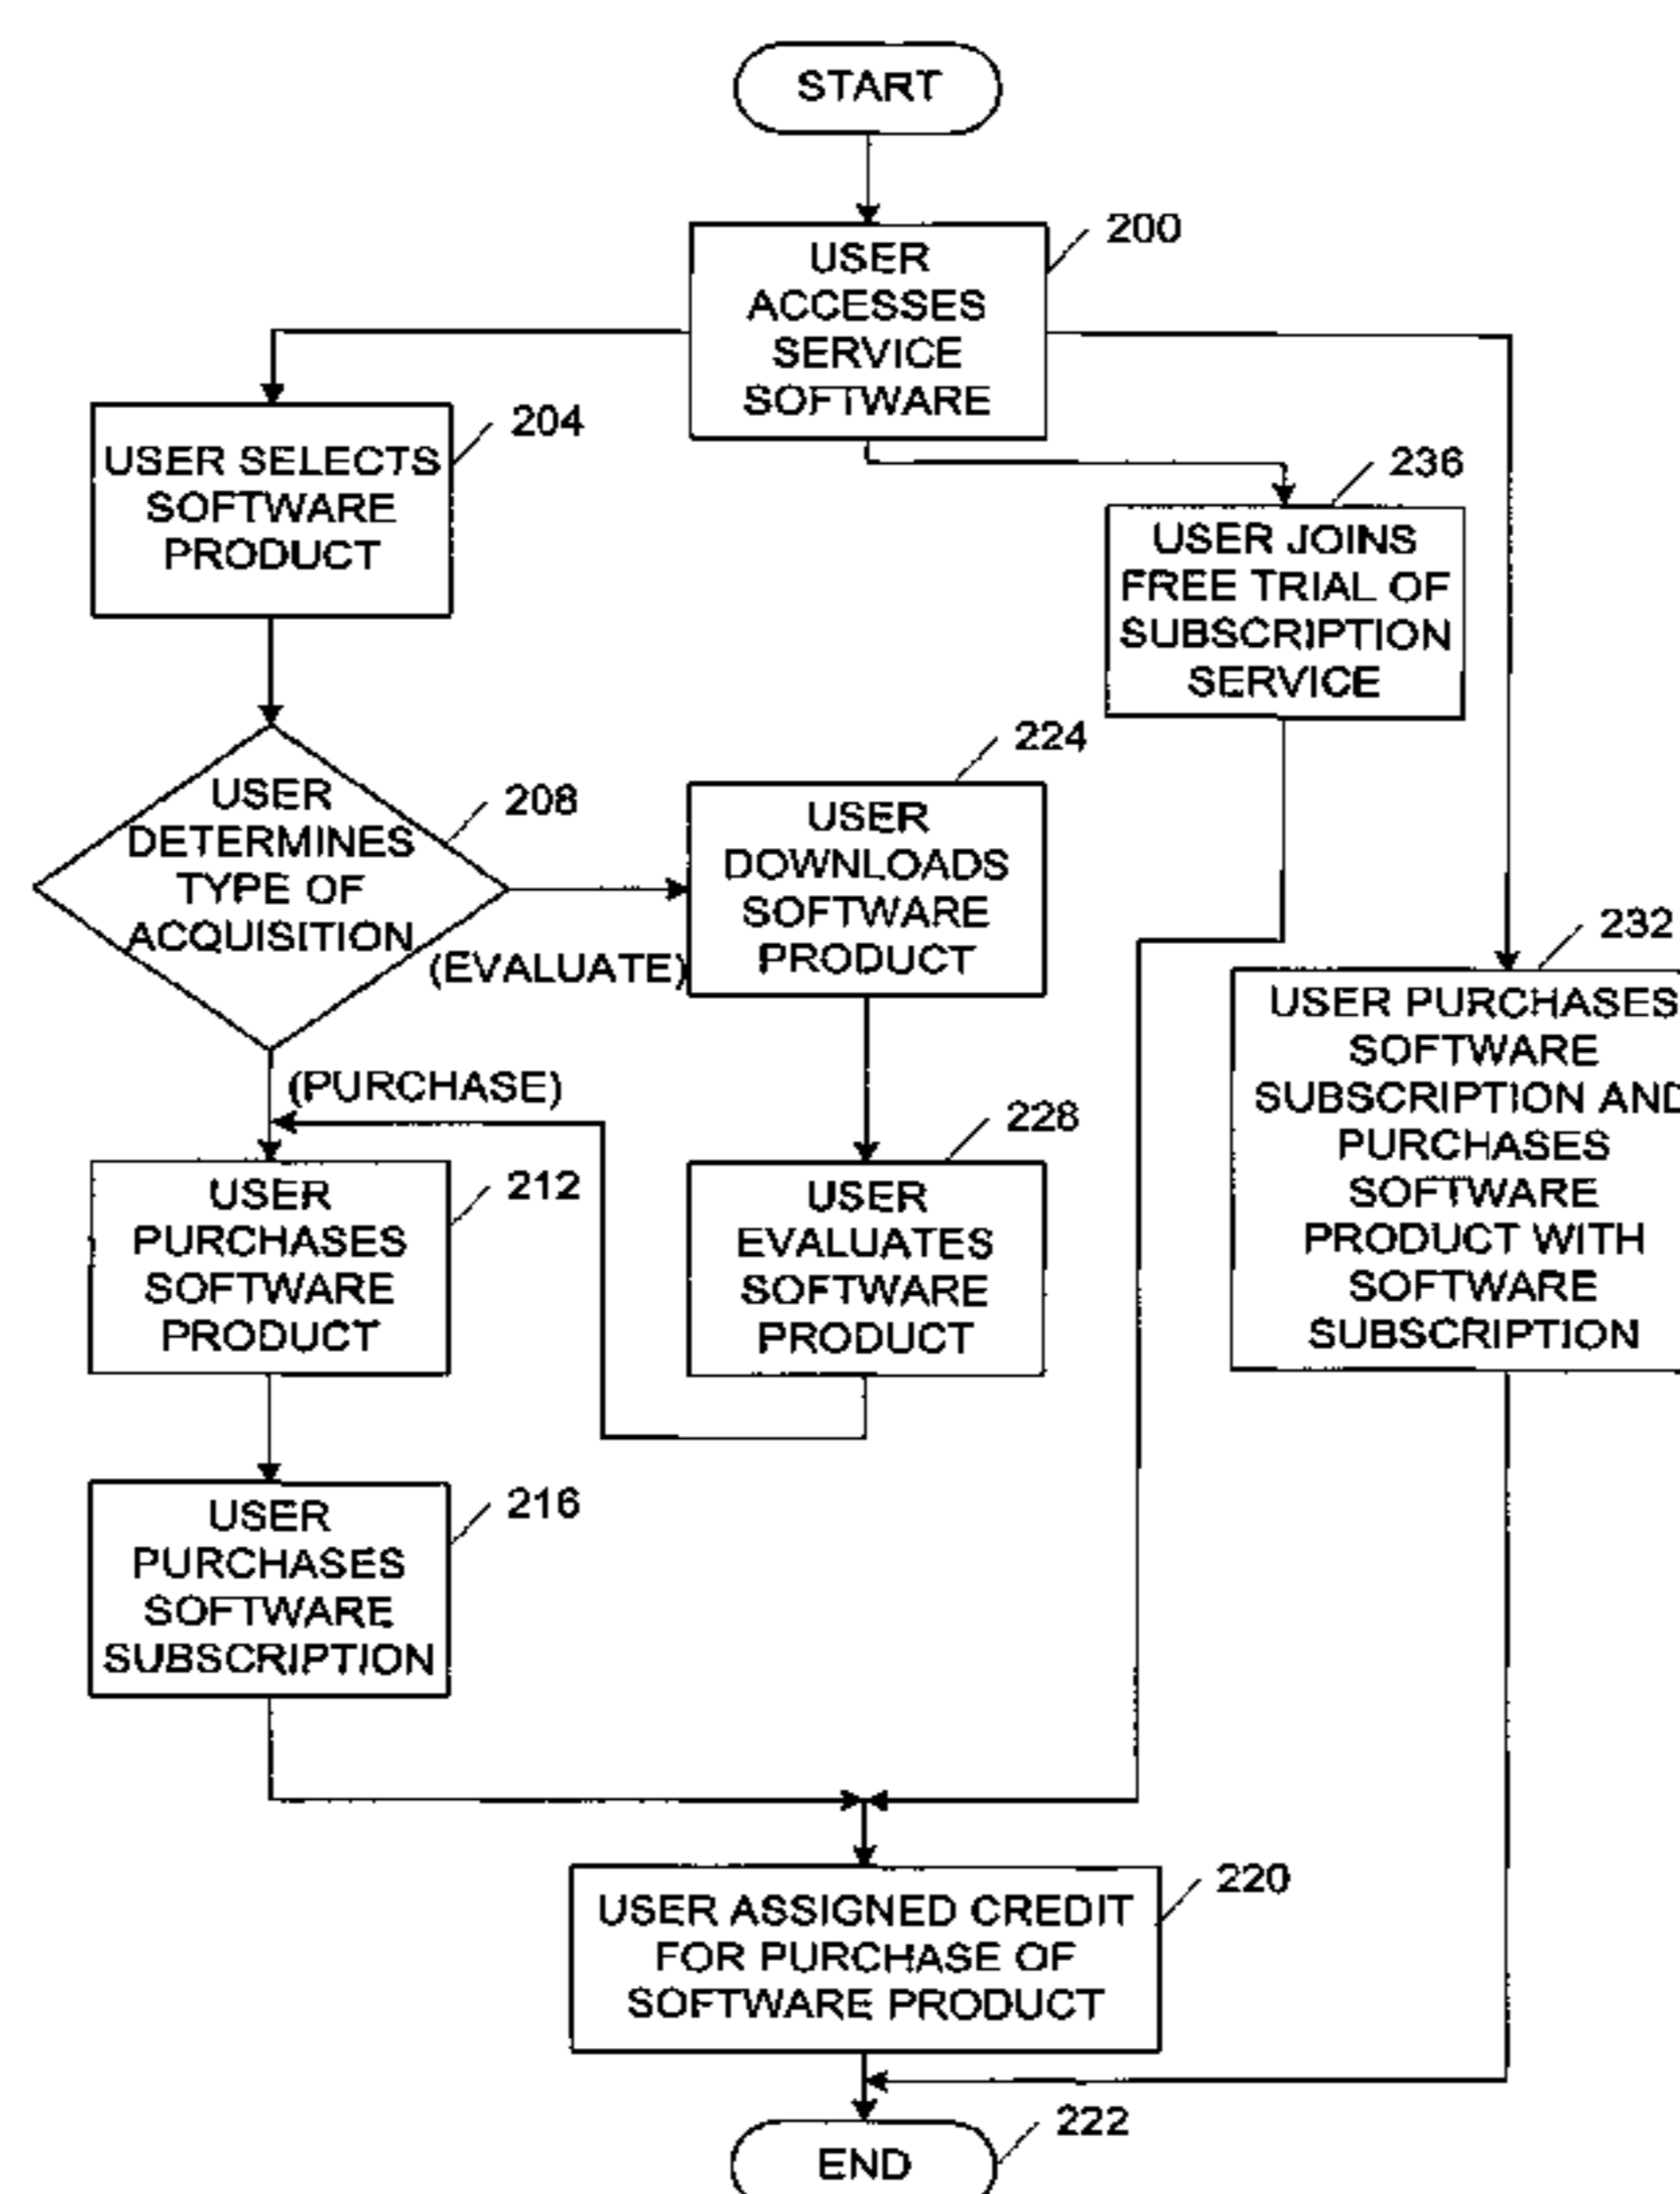 START
USER
ACCESSES
SERVICE
SOFTWARE
200
USER SELECTS
SOFTWARE
PRODUCT
204
USER JOINS
FREE TRIAL OF
SUBSCRIPTION
SERVICE
236
USER
DETERMINES
TYPE OF
ACQUISITION
208
(EVALUATE)
(PURCHASE)
USER
DOWNLOADS
SOFTWARE
PRODUCT
224
USER PURCHASES
SOFTWARE
SUBSCRIPTION AND
PURCHASES
SOFTWARE
PRODUCT WITH
SOFTWARE
SUBSCRIPTION
232
USER
PURCHASES
SOFTWARE
PRODUCT
212
USER
EVALUATES
SOFTWARE
PRODUCT
228
USER
PURCHASES
SOFTWARE
SUBSCRIPTION
216
USER ASSIGNED CREDIT
FOR PURCHASE OF
SOFTWARE PRODUCT
220
END
222